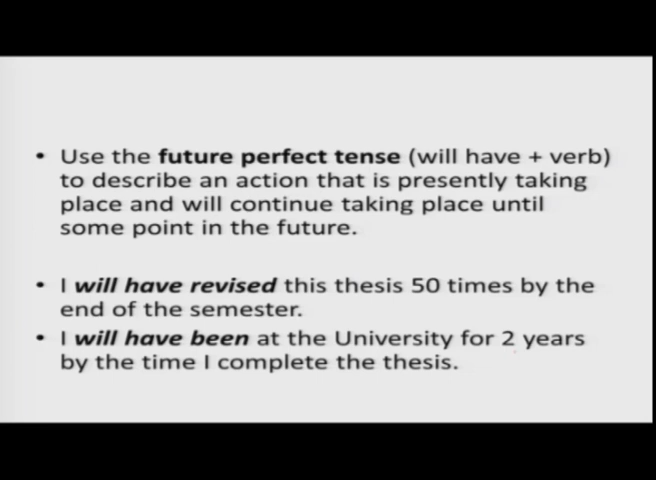 • Use the future perfect tense (will have + verb)
to describe an action that is presently taking
place and will continue taking place until
some point in the future.
• I will have revised this thesis 50 times by the
end of the semester.
• I will have been at the University for 2 years
by the time I complete the thesis.